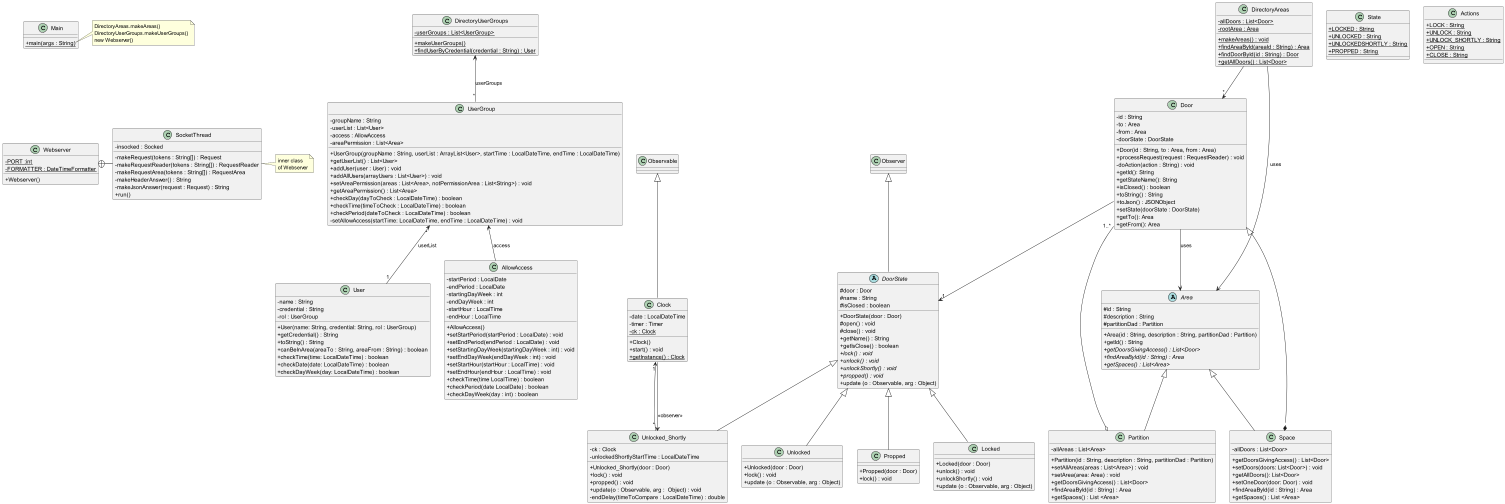 Main
+main(args : String)
DirectoryAreas.makeAreas()
DirectoryUserGroups.makeUserGroups()
new Webserver()
DirectoryUserGroups
-userGroups : List<UserGroup>
+makeUserGroups()
+findUserByCredential(credential : String) : User
userGroups
*
DirectoryAreas
-allDoors : List<Door>
-rootArea : Area
+makeAreas() : void
+findAreaById(areaId : String) : Area
+findDoorById(id : String) : Door
+getAllDoors() : List<Door>
*
uses
State
+LOCKED : String
+UNLOCKED : String
+UNLOCKEDSHORTLY : String
+PROPPED : String
Actions
+LOCK : String
+UNLOCK : String
+UNLOCK_SHORTLY : String
+OPEN : String
+CLOSE : String
Webserver
-PORT :int
-FORMATTER : DateTimeFormatter
+Webserver()
SocketThread
-insocked : Socked
-makeRequest(tokens : String[]) : Request
-makeRequestReader(tokens : String[]) : RequestReader
-makeRequestArea(tokens : String[]) : RequestArea
-makeHeaderAnswer() : String
-makeJsonAnswer(request : Request) : String
+run()
inner class
of Webserver
UserGroup
-groupName : String
-userList : List<User>
-access : AllowAccess
-areaPermission : List<Area>
+UserGroup(groupName : String, userList : ArrayList<User>, startTime : LocalDateTime, endTime : LocalDateTime)
+getUserList() : List<User>
+addUser(user : User) : void
+addAllUsers(arrayUsers : List<User>) : void
+setAreaPermission(areas : List<Area>, notPermissionArea : List<String>) : void
+getAreaPermission() : List<Area>
+checkDay(dayToCheck : LocalDateTime) : boolean
+checkTime(timeToCheck : LocalDateTime) : boolean
+checkPeriod(dateToCheck : LocalDateTime) : boolean
-setAllowAccess(startTime: LocalDateTime, endTime : LocalDateTime) : void
*
userList
1
access
User
-name : String
-credential : String
-rol : UserGroup
+User(name: String, credential: String, rol : UserGroup)
+getCredential() : String
+toString() : String
+canBeInArea(areaTo : String, areaFrom : String) : boolean
+checkTime(time: LocalDateTime) : boolean
+checkDate(date: LocalDateTime) : boolean
+checkDayWeek(day: LocalDateTime) : boolean
AllowAccess
-startPeriod : LocalDate
-endPeriod : LocalDate
-startingDayWeek : int
-endDayWeek : int
-startHour : LocalTime
-endHour : LocalTime
+AllowAccess()
+setStartPeriod(startPeriod : LocalDate) : void
+setEndPeriod(endPeriod : LocalDate) : void
+setStartingDayWeek(startingDayWeek : int) : void
+setEndDayWeek(endDayWeek : int) : void
+setStartHour(startHour : LocalTime) : void
+setEndHour(endHour : LocalTime) : void
+checkTime(time LocalTime) : boolean
+checkPeriod(date LocalDate) : boolean
+checkDayWeek(day : int) : boolean
Observable
Observer
Clock
-date : LocalDateTime
-timer : Timer
-ck : Clock
+Clock()
+start() : void
+getInstance() : Clock
1
«observer»
*
DoorState
#door : Door
#name : String
#isClosed : boolean
+DoorState(door : Door)
#open() : void
#close() : void
+getName() : String
+getIsClose() : boolean
+lock() : void
+unlock() : void
+unlockShortly() : void
+propped() : void
+update (o : Observable, arg : Object)
Door
-id : String
-to : Area
-from : Area
-doorState : DoorState
+Door(id : String, to : Area, from : Area)
+processRequest(request : RequestReader) : void
-doAction(action : String) : void
+getId(): String
+getStateName(): String
+isClosed() : boolean
+toString() : String
+toJson() : JSONObject
+setState(doorState : DoorState)
+getTo(): Area
+getFrom(): Area
1..*
uses
1
Area
#id : String
#description : String
#partitionDad : Partition
+Area(id : String, description : String, partitionDad : Partition)
+getId() : String
+getDoorsGivingAccess() : List<Door>
+findAreaById(id : String) : Area
+getSpaces() : List<Area>
Unlocked_Shortly
-ck : Clock
-unlockedShortlyStartTime : LocalDateTime
+Unlocked_Shortly(door : Door)
+lock() : void
+propped() : void
+update(o : Observable, arg : Object) : void
-endDelay(timeToCompare : LocalDateTime) : double
Unlocked
+Unlocked(door : Door)
+lock() : void
+update (o : Observable, arg : Object)
Propped
+Propped(door : Door)
+lock() : void
Locked
+Locked(door : Door)
+unlock() : void
+unlockShortly() : void
+update (o : Observable, arg : Object)
Partition
-allAreas : List<Area>
+Partition(id : String, description : String, partitionDad : Partition)
+setAllAreas(areas : List<Area>) : void
+setArea(area: Area) : void
+getDoorsGivingAccess() : List<Door>
+findAreaById(id : String) : Area
+getSpaces() : List <Area>
Space
-allDoors : List<Door>
+getDoorsGivingAccess() : List<Door>
+setDoors(doors: List<Door>) : void
+getAllDoors(): List<Door>
+setOneDoor(door: Door) : void
+findAreaById(id : String) : Area
+getSpaces() : List <Area>